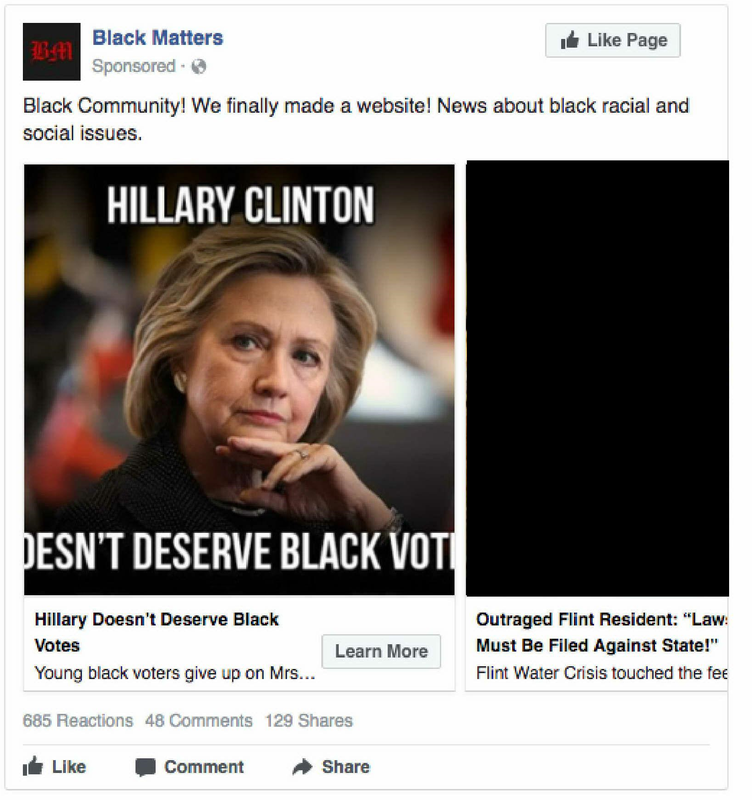 BM
Black Matters
Like Page
Sponsored ·
Black Community! We finally made a website! News about black racial and
social issues.
HILLARY CLINTON
OESN'T DESERVE BLACK VOT
Hillary Doesn't Deserve Black
Votes
Learn More
Young black voters give up on Mrs...
Outraged Flint Resident: “Law
Must Be Filed Against State!”
Flint Water Crisis touched the fee
685 Reactions 48 Comments 129 Shares
Like Comment Share